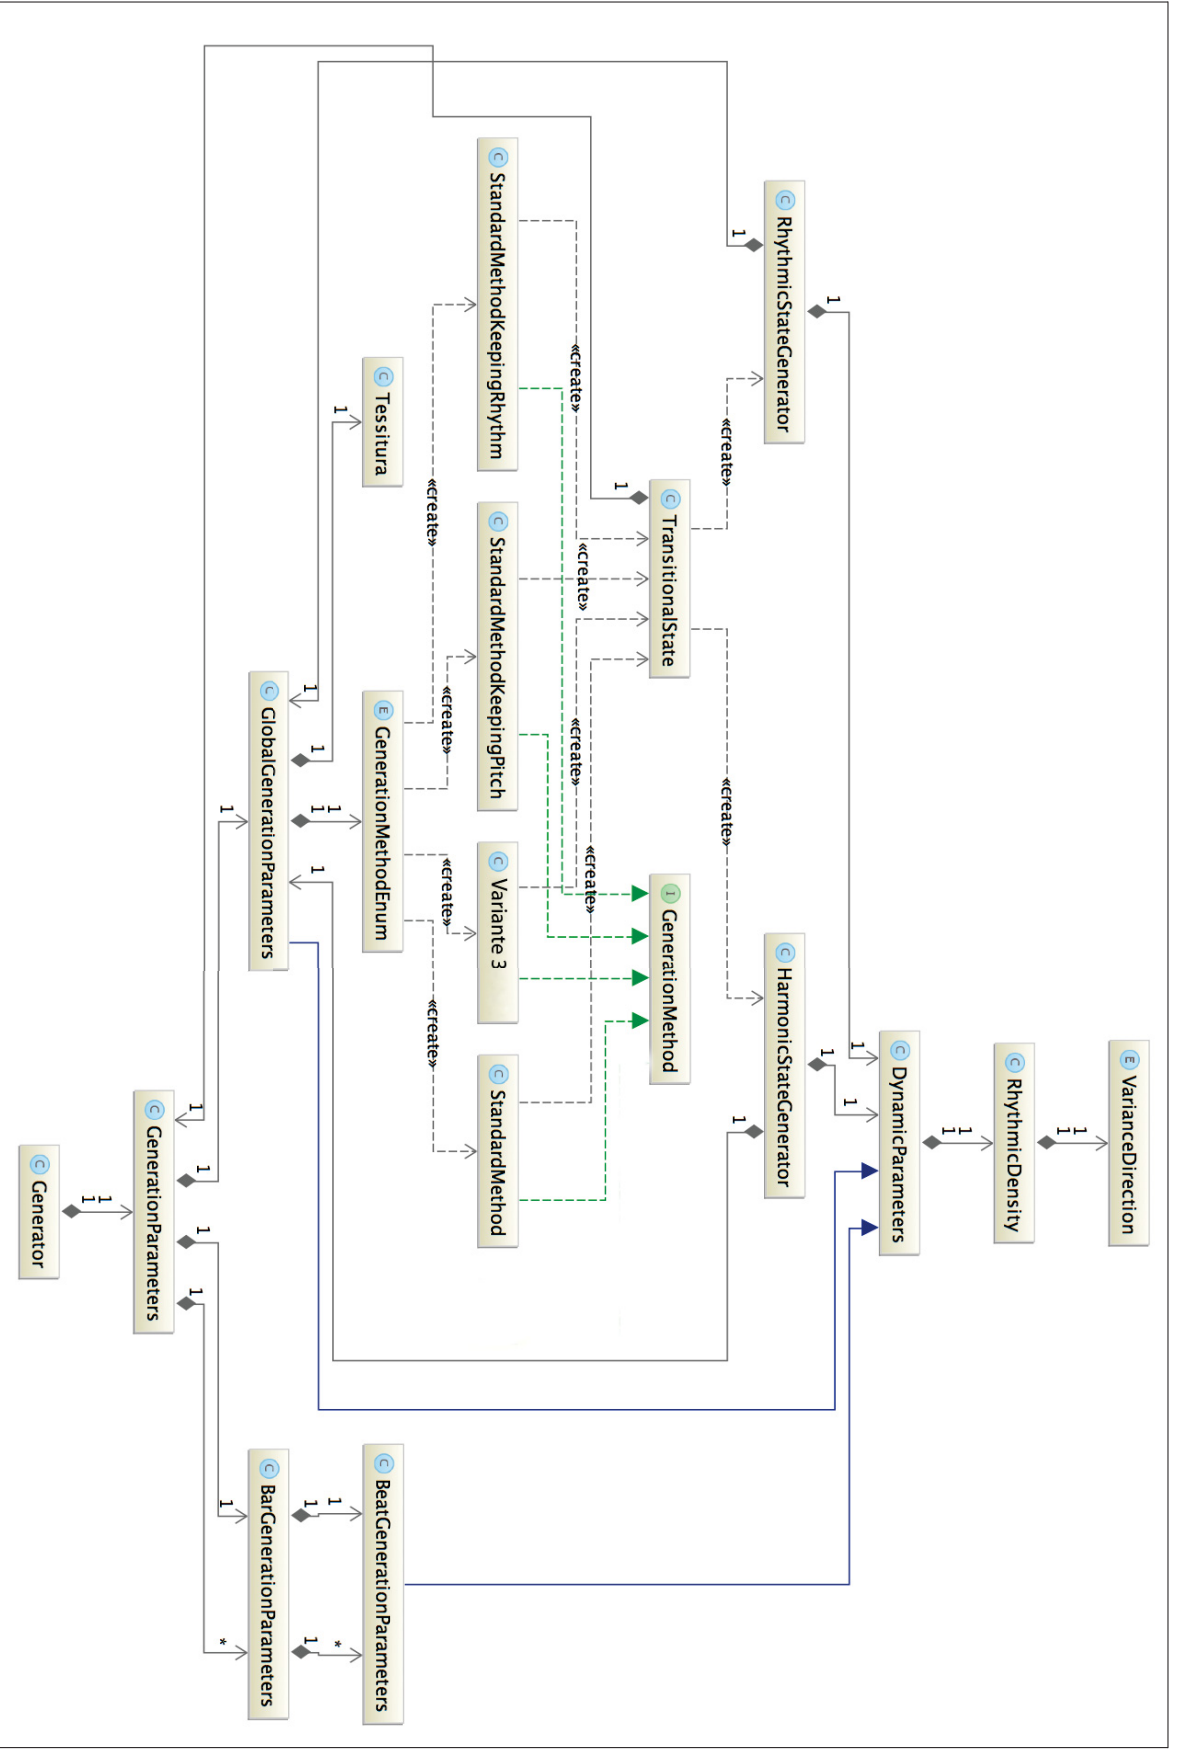 E VarianceDirection
1
1
C RhythmicDensity
1
1
C DynamicParameters
1
1
1
1
C RhythmicStateGenerator
C HarmonicStateGenerator
1
1
«create»
«create»
C TransitionalState
I GenerationMethod
1
«create»
«create»
«create»
«create»
C StandardMethodKeepingRhythm
C StandardMethodKeepingPitch
C Variante 3
C StandardMethod
«create»
«create»
«create»
«create»
C Tessitura
E GenerationMethodEnum
C BeatGenerationParameters
1
1
1
*
1
1
1
1
1
1
C GlobalGenerationParameters
C BarGenerationParameters
1
1
*
1
1
1
1
C GenerationParameters
1
1
C Generator